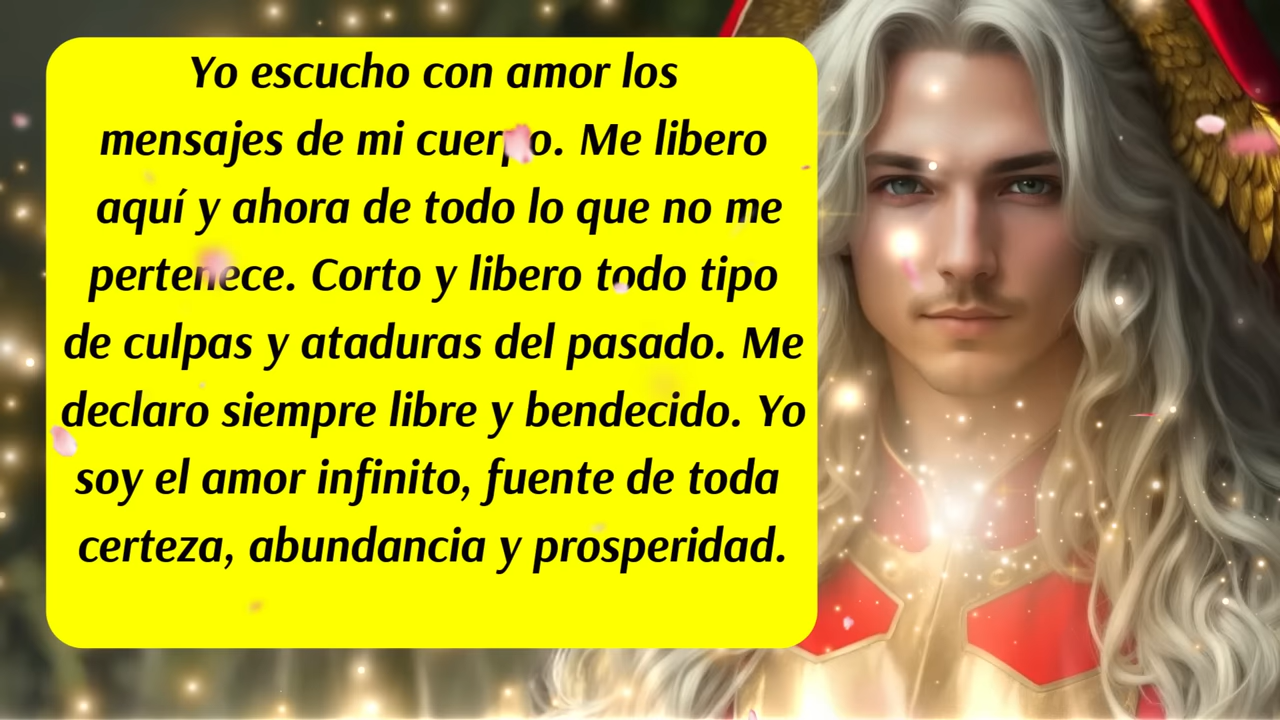 Yo escucho con amor los
mensajes de mi cuerpo. Me libero
aquí y ahora de todo lo que no me
pertenece. Corto y libero todo tipo
de culpas y ataduras del pasado. Me
declaro siempre libre y bendecido. Yo
soy el amor infinito, fuente de toda
certeza, abundancia y prosperidad.